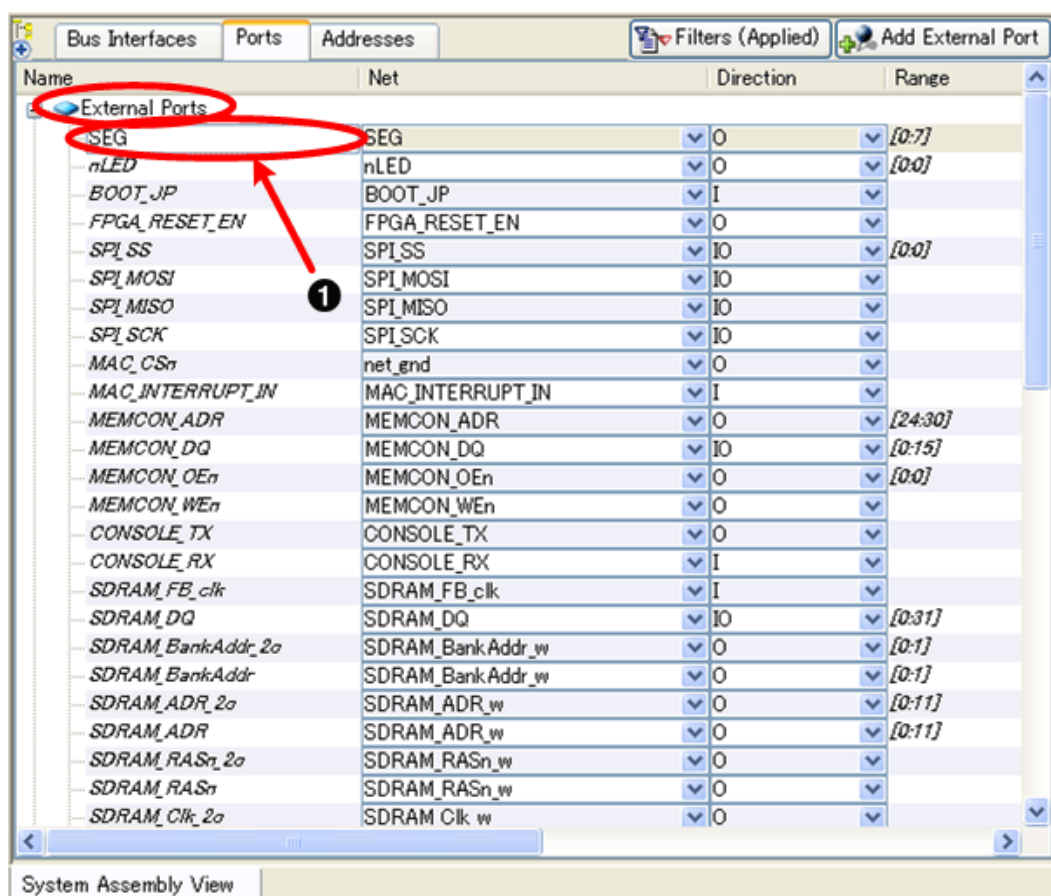 Bus Interfaces Ports Addresses Filters (Applied) Add External Port
Name Net Direction Range
External Ports
SEG SEG O [0:7]
nLED nLED O [0:0]
BOOT_JP BOOT_JP I
FPGA_RESET_EN FPGA_RESET_EN O
SPI_SS SPI_SS IO [0:0]
SPI_MOSI SPI_MOSI IO
❶
SPI_MISO SPI_MISO IO
SPI_SCK SPI_SCK IO
MAC_CSn net_gnd O
MAC_INTERRUPT_IN MAC_INTERRUPT_IN I
MEMCON_ADR MEMCON_ADR O [24:30]
MEMCON_DQ MEMCON_DQ IO [0:15]
MEMCON_OEn MEMCON_OEn O [0:0]
MEMCON_WEn MEMCON_WEn O
CONSOLE_TX CONSOLE_TX O
CONSOLE_RX CONSOLE_RX I
SDRAM_FB_clk SDRAM_FB_clk I
SDRAM_DQ SDRAM_DQ IO [0:31]
SDRAM_BankAddr_2o SDRAM_BankAddr_w O [0:1]
SDRAM_BankAddr SDRAM_BankAddr_w O [0:1]
SDRAM_ADR_2o SDRAM_ADR_w O [0:11]
SDRAM_ADR SDRAM_ADR_w O [0:11]
SDRAM_RASn_2o SDRAM_RASn_w O
SDRAM_RASn SDRAM_RASn_w O
SDRAM_Clk_2o SDRAM_Clk_w O
System Assembly View